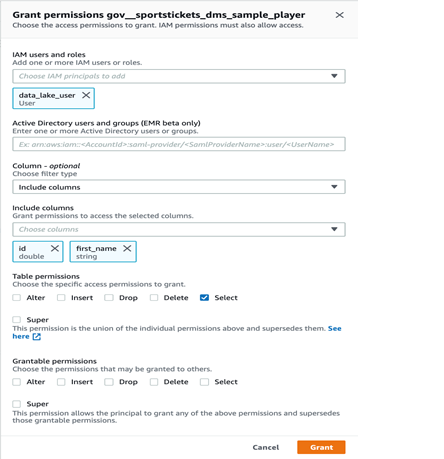 Grant permissions gov__sportstickets_dms_sample_player
Choose the access permissions to grant. IAM permissions must also allow access.
IAM users and roles
Add one or more IAM users or roles.
Choose IAM principals to add
data_lake_user
User
Active Directory users and groups (EMR beta only)
Enter one or more Active Directory users or groups.
Ex: arn:aws:iam::<AccountId>:saml-provider/<SamlProviderName>:user/<UserName>
Column - optional
Choose filter type
Include columns
Include columns
Grant permissions to access the selected columns.
Choose columns
id first_name
double string
Table permissions
Choose the specific access permissions to grant.
Alter Insert Drop Delete Select
Super
This permission is the union of the individual permissions above and supersedes them. See
here
Grantable permissions
Choose the permissions that may be granted to others.
Alter Insert Drop Delete Select
Super
This permission allows the principal to grant any of the above permissions and supersedes
those grantable permissions.
Cancel Grant